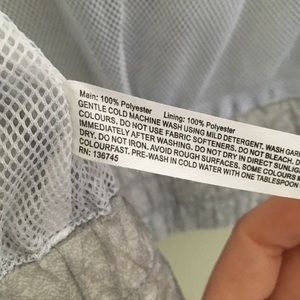 Main: 100% Polyester Lining: 100% Polyester
GENTLE COLD MACHINE WASH USING MILD DETERGENT. WASH GAR
COLOURS. DO NOT USE FABRIC SOFTENERS. DO NOT BLEACH. D
IMMEDIATELY AFTER WASHING. DO NOT DRY IN DIRECT SUNLIG
DRY. DO NOT IRON. AVOID ROUGH SURFACES. SOME COLOURS M
COLOURFAST. PRE-WASH IN COLD WATER WITH ONE TABLESPOON
RN: 136745